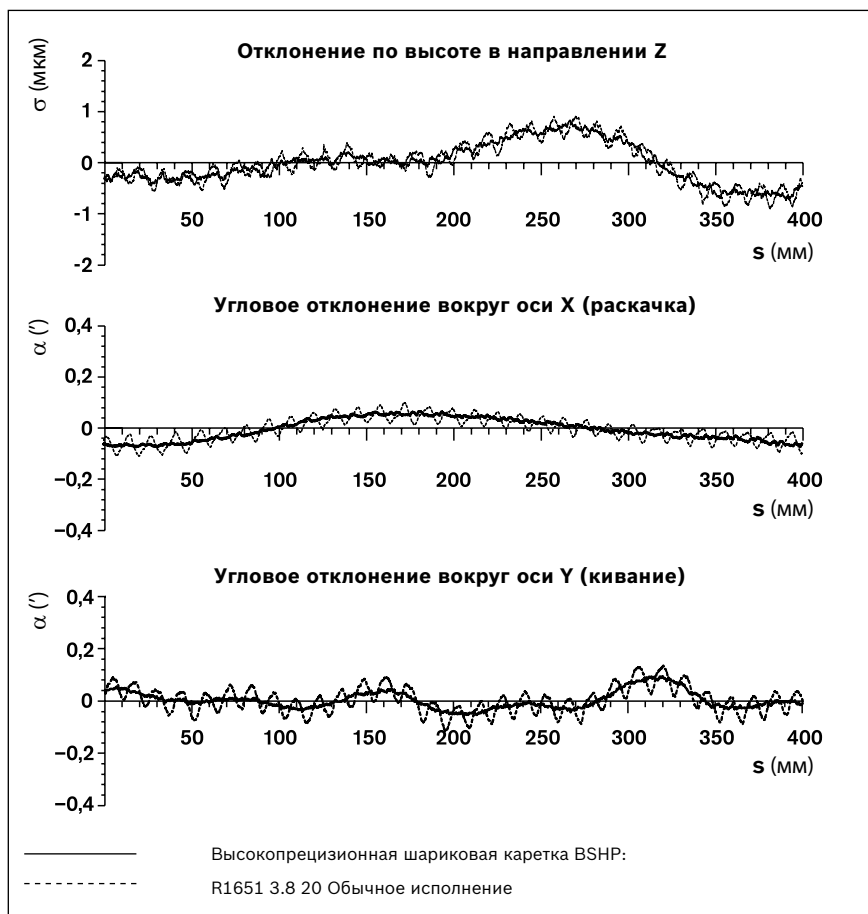 Отклонение по высоте в направлении Z
σ (мкм)
2
1
0
-1
-2
50 100 150 200 250 300 350 400
s (мм)
Угловое отклонение вокруг оси X (раскачка)
α (')
0,4
0,2
0
−0,2
−0,4
50 100 150 200 250 300 350 400
s (мм)
Угловое отклонение вокруг оси Y (кивание)
α (')
0,4
0,2
0
−0,2
−0,4
50 100 150 200 250 300 350 400
s (мм)
Высокопрецизионная шариковая каретка BSHP:
R1651 3.8 20 Обычное исполнение